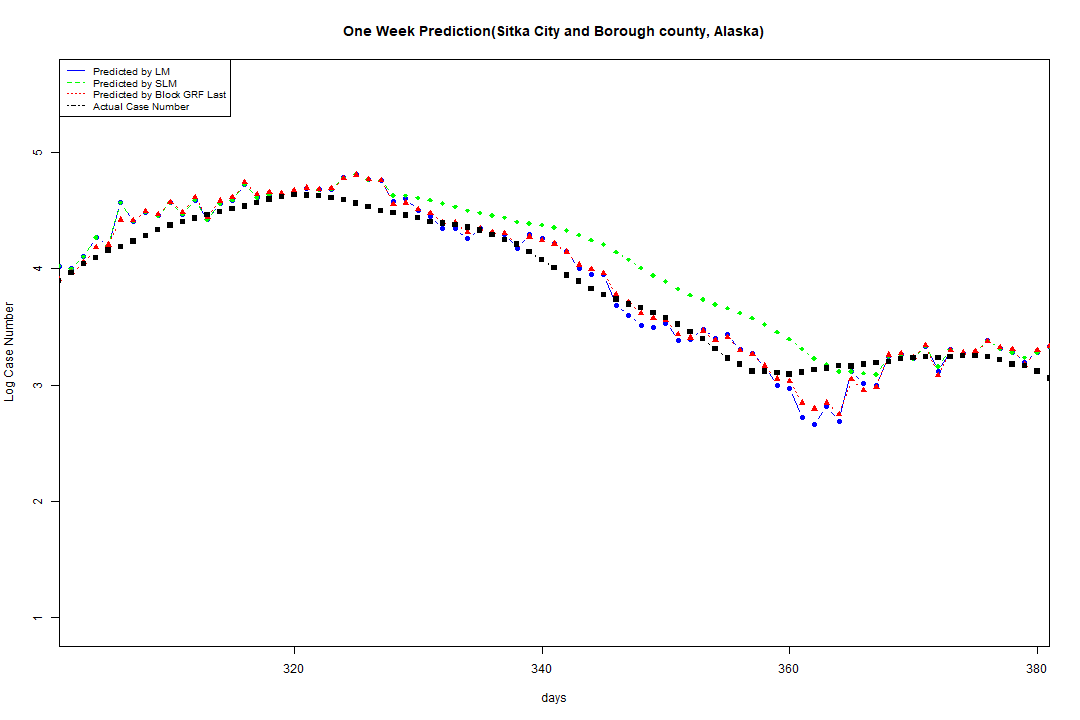 One Week Prediction(Sitka City and Borough county, Alaska)
Predicted by LM
Predicted by SLM
Predicted by Block GRF Last
Actual Case Number
5
4
3
2
1
Log Case Number
320 340 360 380
days